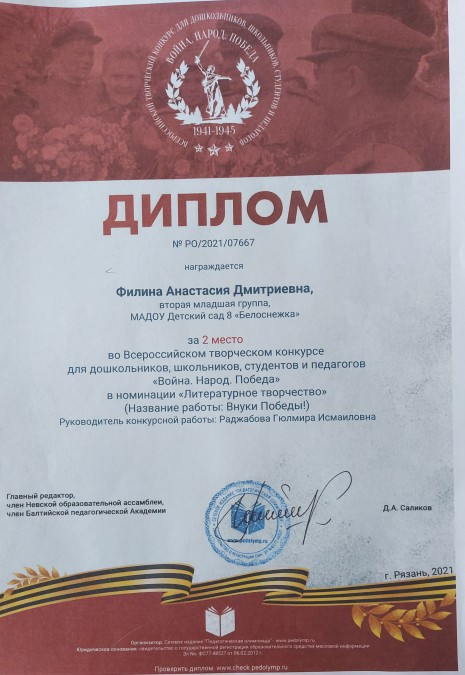 ВСЕРОССИЙСКИЙ ТВОРЧЕСКИЙ КОНКУРС ДЛЯ ДОШКОЛЬНИКОВ, ШКОЛЬНИКОВ, СТУДЕНТОВ И ПЕДАГОГОВ
ВОЙНА. НАРОД. ПОБЕДА
1941-1945
ДИПЛОМ
№ РО/2021/07667
награждается
Филина Анастасия Дмитриевна,
вторая младшая группа,
МАДОУ Детский сад 8 «Белоснежка»
за 2 место
во Всероссийском творческом конкурсе
для дошкольников, школьников, студентов и педагогов
«Война. Народ. Победа»
в номинации «Литературное творчество»
(Название работы: Внуки Победы!)
Руководитель конкурсной работы: Раджабова Гюлмира Исмаиловна
Главный редактор,
член Невской образовательной ассамблеи,
член Балтийской педагогической Академии
www.pedolymp.ru
Д.А. Саликов
г. Рязань, 2021
Организатор: Сетевое издание "Педагогическая олимпиада" - www.pedolymp.ru
Юридическое основание: свидетельство о государственной регистрации образовательного средства массовой информации
Проверить диплом www.check.pedolymp.ru